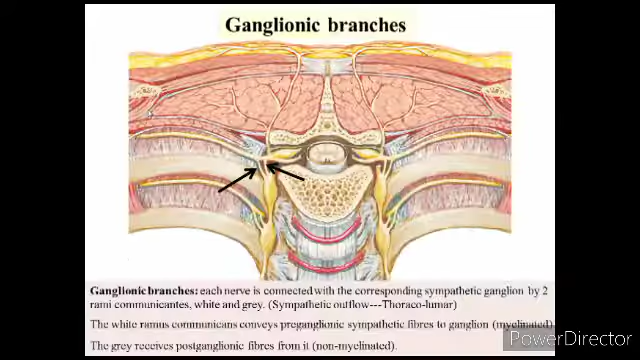 Ganglionic branches
Ganglionic branches: each nerve is connected with the corresponding sympathetic ganglion by 2
rami communicantes, white and grey. (Sympathetic outflow---Thoraco-lumar)
The white ramus communicans conveys preganglionic sympathetic fibres to ganglion (myelinated)
The grey receives postganglionic fibres from it (non-myelinated).
PowerDirector